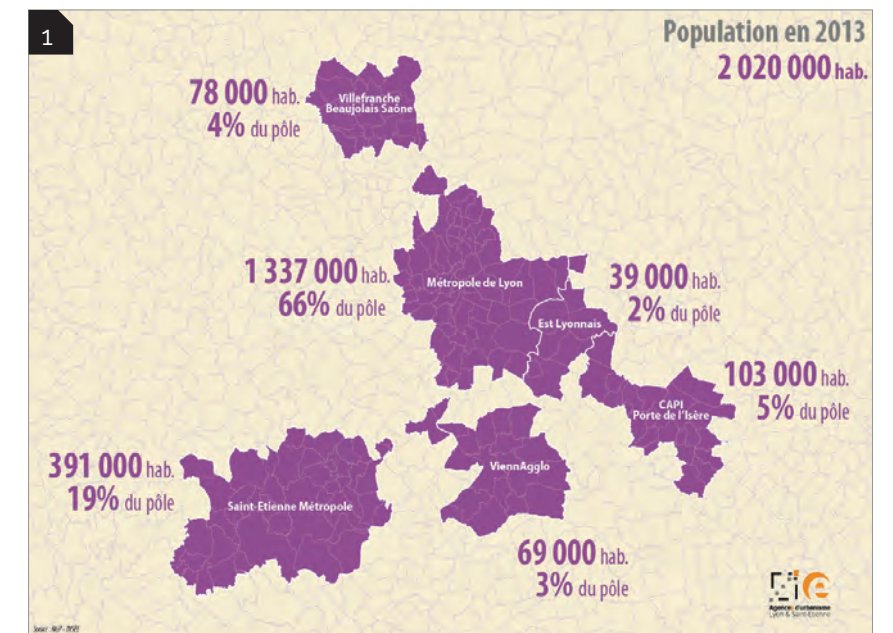 1
Population en 2013
2 020 000 hab.
78 000 hab.
4% du pôle
Villefranche
Beaujolais Saône
1 337 000 hab.
66% du pôle
Métropole de Lyon
39 000 hab.
2% du pôle
Est Lyonnais
103 000 hab.
5% du pôle
CAPI
Porte de l'Isère
391 000 hab.
19% du pôle
Saint-Etienne Métropole
ViennAgglo
69 000 hab.
3% du pôle
Agences d'urbanisme
Lyon & Saint-Etienne